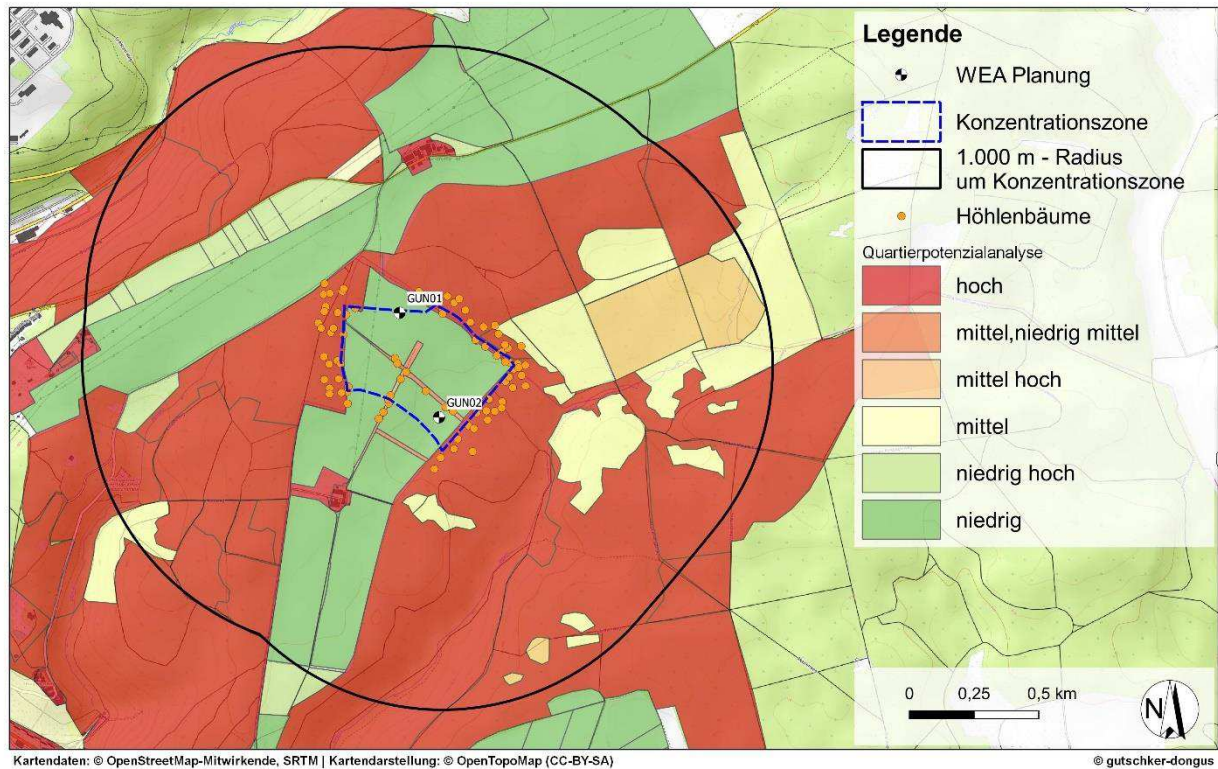 GUN01
GUN02
Legende
WEA Planung
Konzentrationszone
1.000 m - Radius
um Konzentrationszone
Höhlenbäume
Quartierpotenzialanalyse
hoch
mittel,niedrig mittel
mittel hoch
mittel
niedrig hoch
niedrig
0 0,25 0,5 km
N
Kartendaten: © OpenStreetMap-Mitwirkende, SRTM | Kartendarstellung: © OpenTopoMap (CC-BY-SA)
© gutschker-dongus